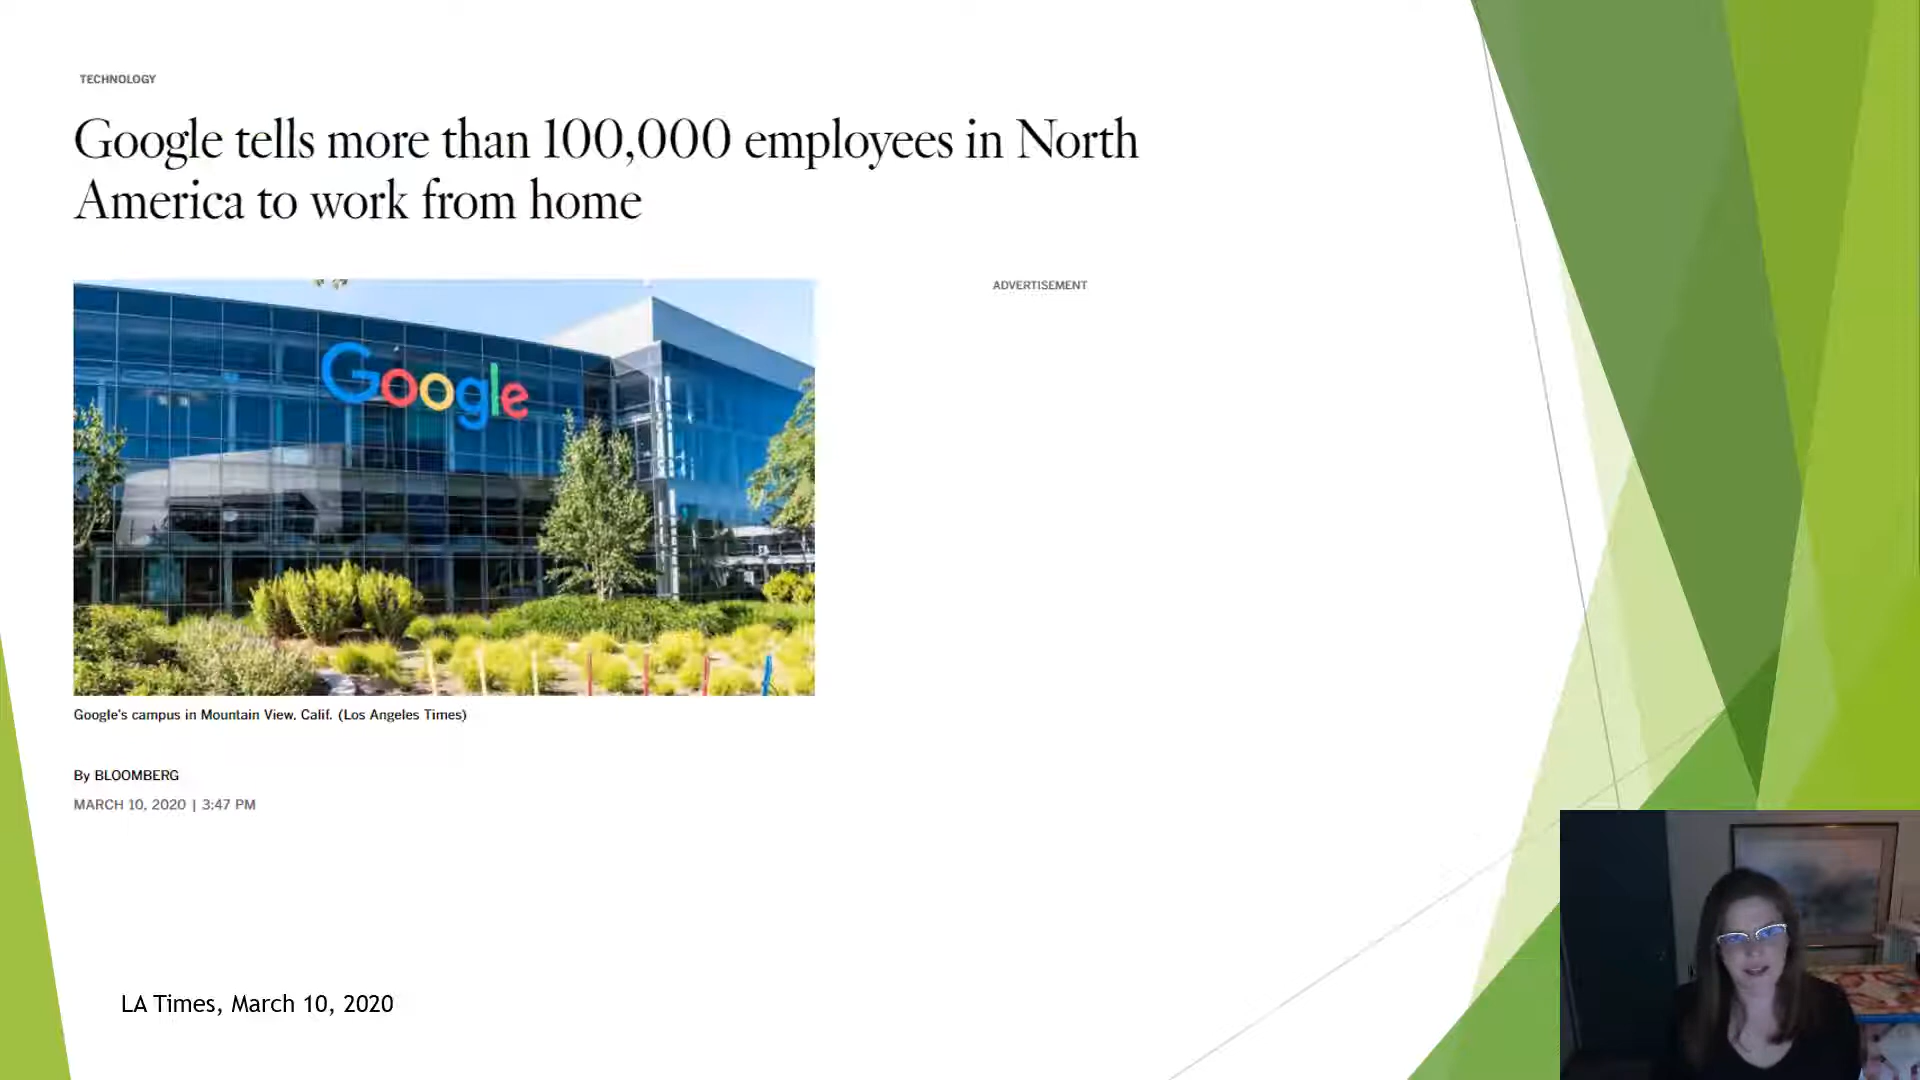 TECHNOLOGY
Google tells more than 100,000 employees in North
America to work from home
ADVERTISEMENT
Google
Google's campus in Mountain View, Calif. (Los Angeles Times)
By BLOOMBERG
MARCH 10, 2020 | 3:47 PM
LA Times, March 10, 2020